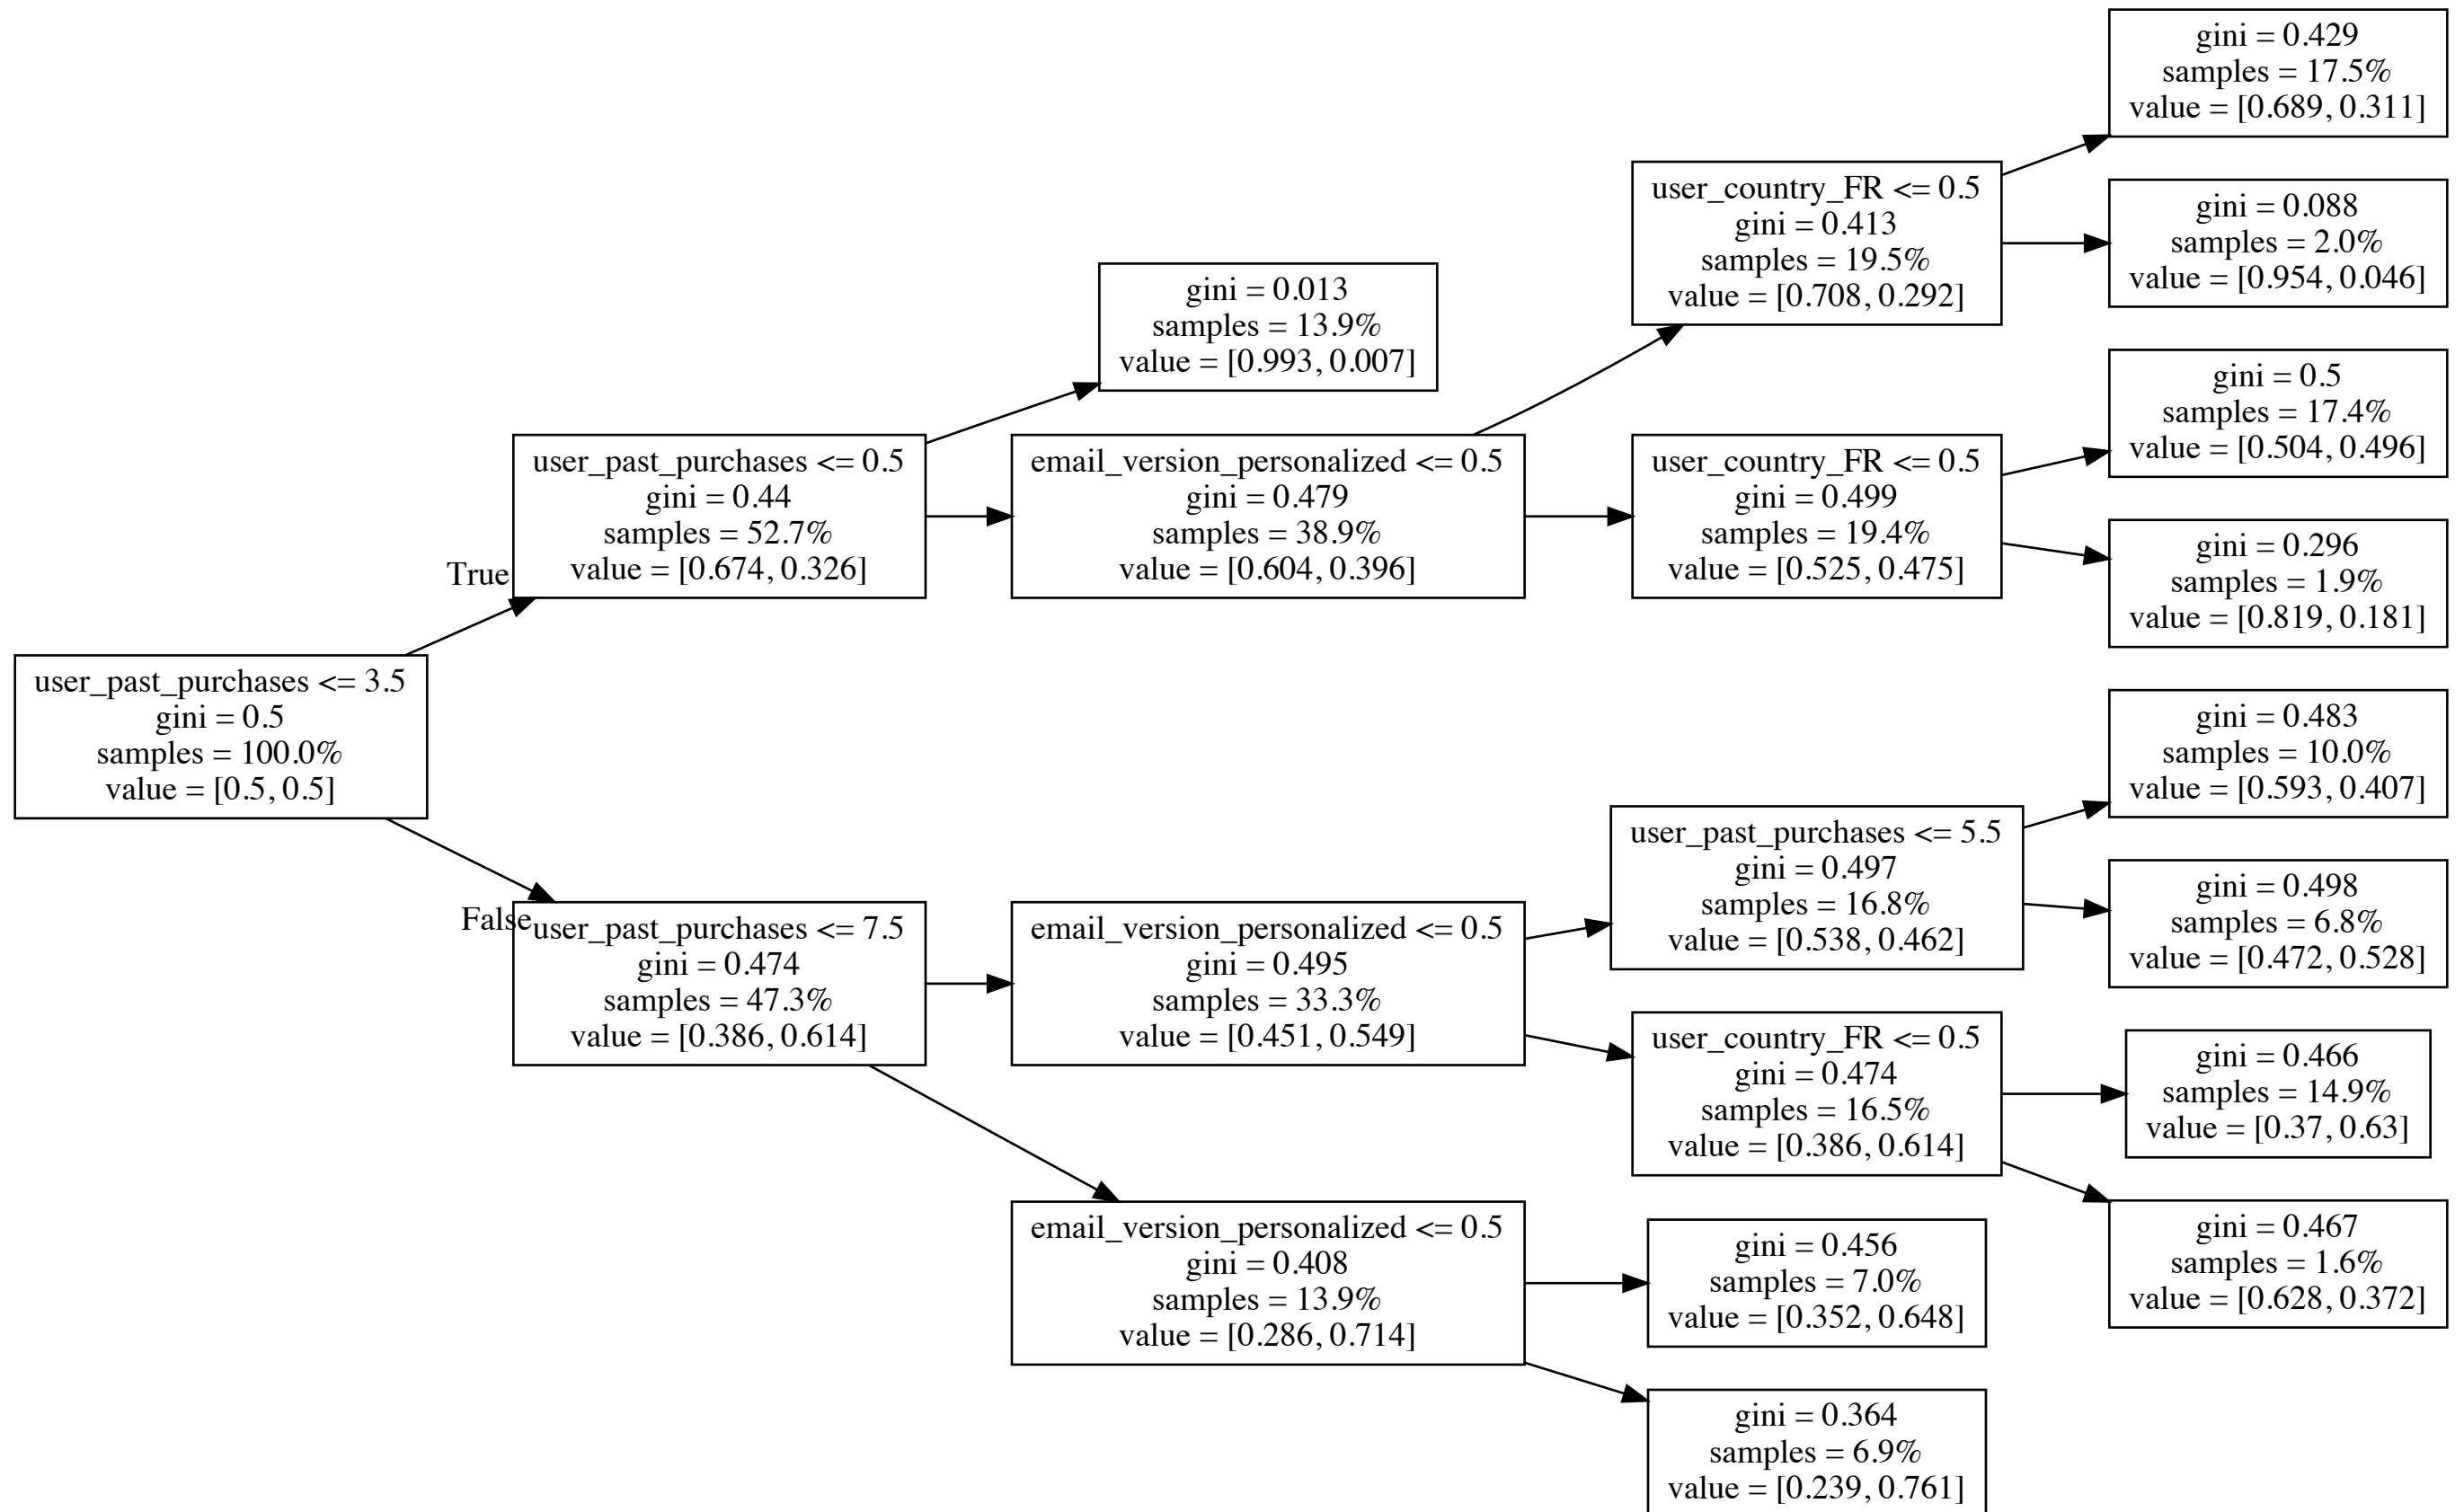 user_past_purchases <= 3.5
gini = 0.5
samples = 100.0%
value = [0.5, 0.5]
True
False
user_past_purchases <= 0.5
gini = 0.44
samples = 52.7%
value = [0.674, 0.326]
user_past_purchases <= 7.5
gini = 0.474
samples = 47.3%
value = [0.386, 0.614]
gini = 0.013
samples = 13.9%
value = [0.993, 0.007]
email_version_personalized <= 0.5
gini = 0.479
samples = 38.9%
value = [0.604, 0.396]
email_version_personalized <= 0.5
gini = 0.495
samples = 33.3%
value = [0.451, 0.549]
email_version_personalized <= 0.5
gini = 0.408
samples = 13.9%
value = [0.286, 0.714]
user_country_FR <= 0.5
gini = 0.413
samples = 19.5%
value = [0.708, 0.292]
user_country_FR <= 0.5
gini = 0.499
samples = 19.4%
value = [0.525, 0.475]
user_past_purchases <= 5.5
gini = 0.497
samples = 16.8%
value = [0.538, 0.462]
user_country_FR <= 0.5
gini = 0.474
samples = 16.5%
value = [0.386, 0.614]
gini = 0.456
samples = 7.0%
value = [0.352, 0.648]
gini = 0.364
samples = 6.9%
value = [0.239, 0.761]
gini = 0.429
samples = 17.5%
value = [0.689, 0.311]
gini = 0.088
samples = 2.0%
value = [0.954, 0.046]
gini = 0.5
samples = 17.4%
value = [0.504, 0.496]
gini = 0.296
samples = 1.9%
value = [0.819, 0.181]
gini = 0.483
samples = 10.0%
value = [0.593, 0.407]
gini = 0.498
samples = 6.8%
value = [0.472, 0.528]
gini = 0.466
samples = 14.9%
value = [0.37, 0.63]
gini = 0.467
samples = 1.6%
value = [0.628, 0.372]